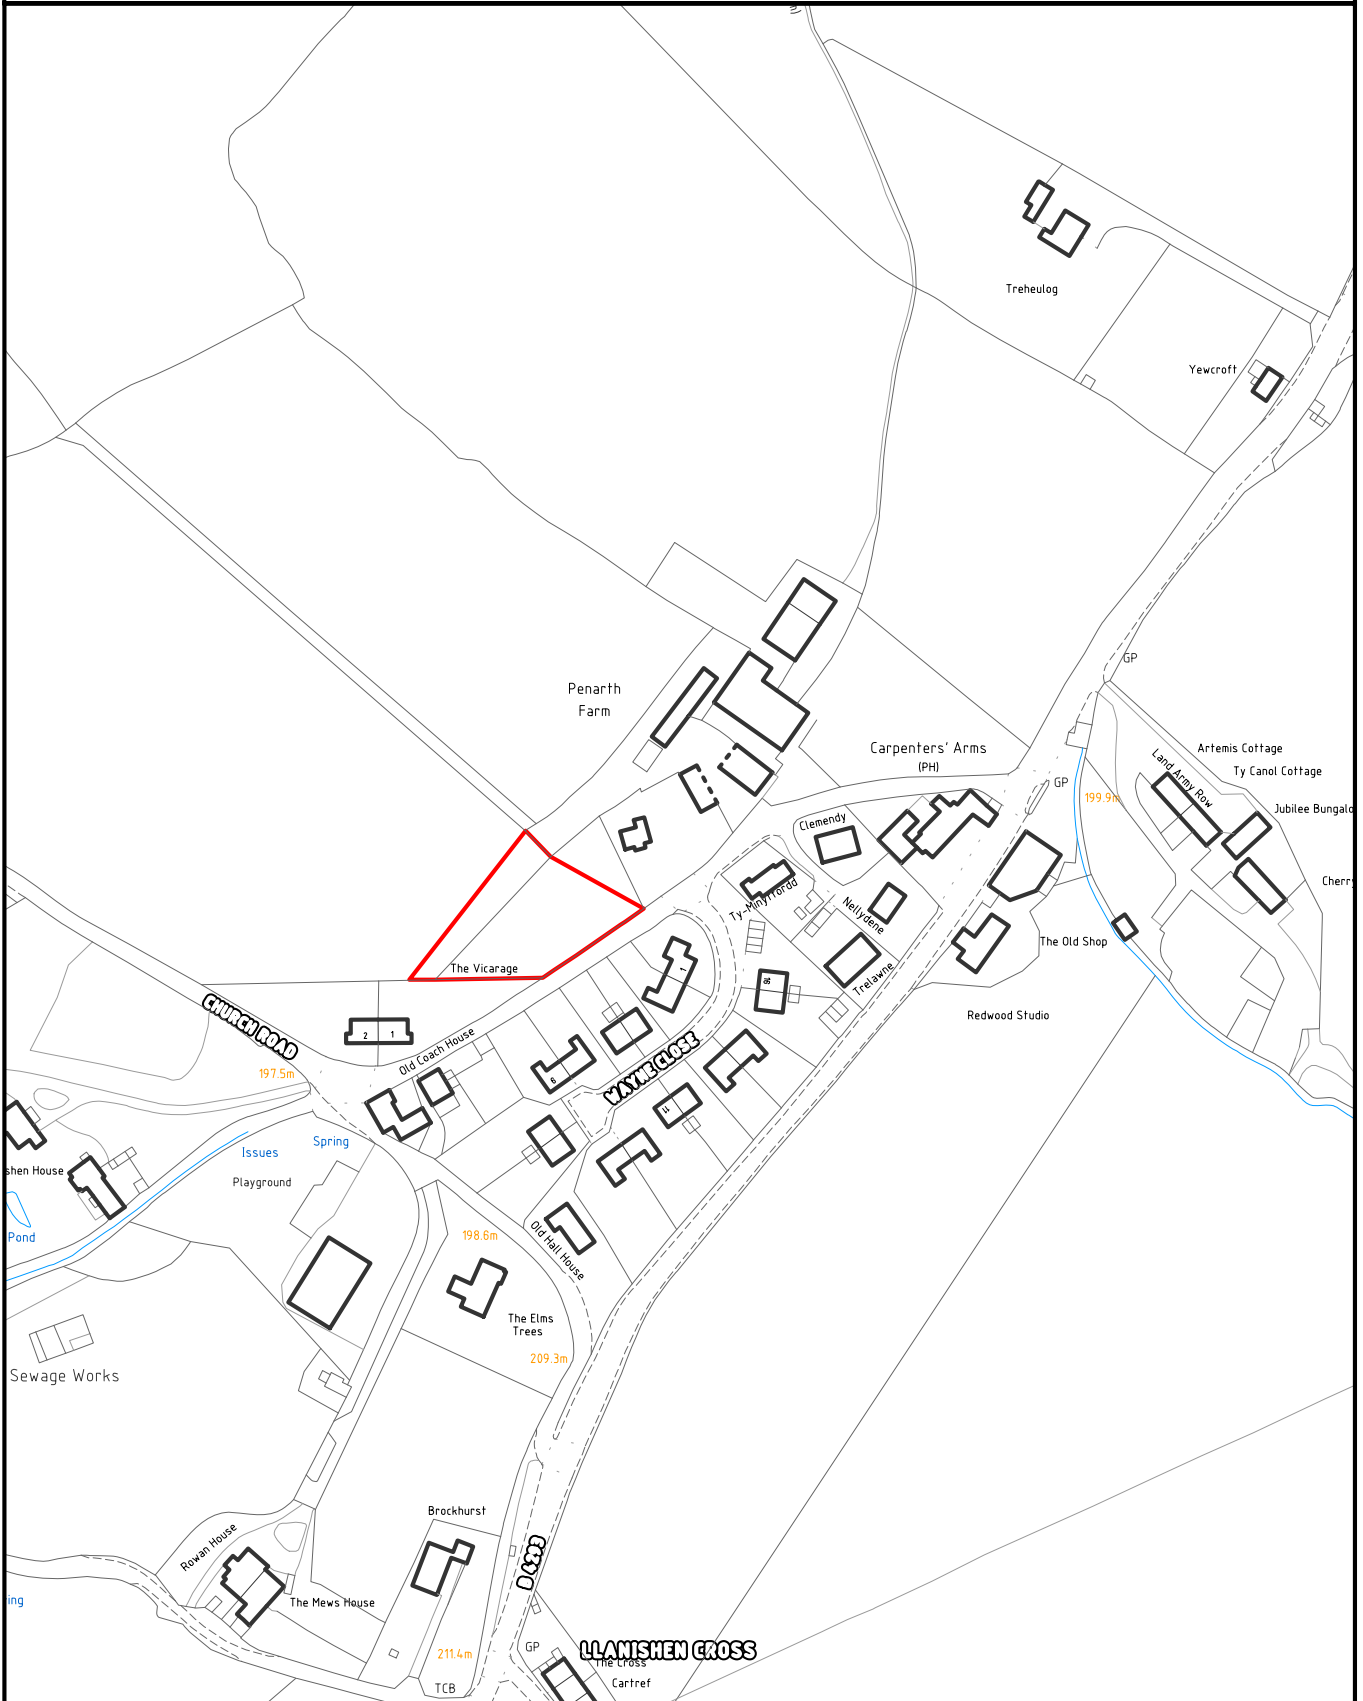 Treheulog
Yewcroft
GP
Penarth
Farm
Carpenters' Arms
(PH)
GP
Artemis Cottage
Ty Canol Cottage
Land Army Row
199.9m
Jubilee Bungalo
Clemendy
Cherry
Ty-Minyffordd
Nellydene
The Old Shop
The Vicarage
1
Trelawne
Redwood Studio
CHURCH ROAD
2
1
Old Coach House
197.5m
9
WAYNE CLOSE
11
Spring
Issues
shen House
Playground
Pond
198.6m
Old Hall House
The Elms
Trees
209.3m
Sewage Works
Brockhurst
Rowan House
The Mews House
ing
211.4m
GP
LLANISHEN CROSS
The Cross
Cartref
TCB